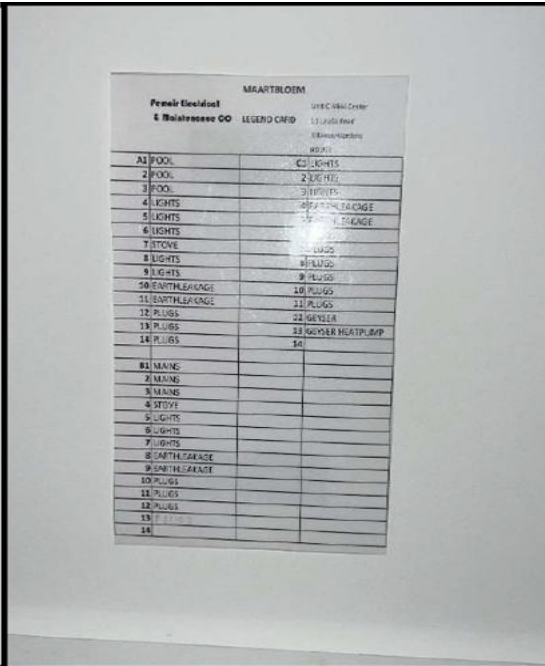 MAARTBLOEM
& Maintenance CC LEGEND CARD
A1 POOL
2 POOL
3 POOL
4 LIGHTS
5 LIGHTS
6 LIGHTS
7 STOVE
8 LIGHTS
9 LIGHTS
10 EARTHLEAKAGE
11 EARTHLEAKAGE
12 PLUGS
13 PLUGS
14 PLUGS
B1 MAINS
2 MAINS
3 MAINS
4 STOVE
5 LIGHTS
6 LIGHTS
7 LIGHTS
8 EARTHLEAKAGE
9 EARTHLEAKAGE
10 PLUGS
11 PLUGS
12 PLUGS
13
14
C1 LIGHTS
2 LIGHTS
3 LIGHTS
4 EARTHLEAKAGE
EARTHLEAKAGE
PLUGS
8 PLUGS
9 PLUGS
10 PLUGS
11 PLUGS
12 GEYSER
13 GEYSER HEATPUMP
14